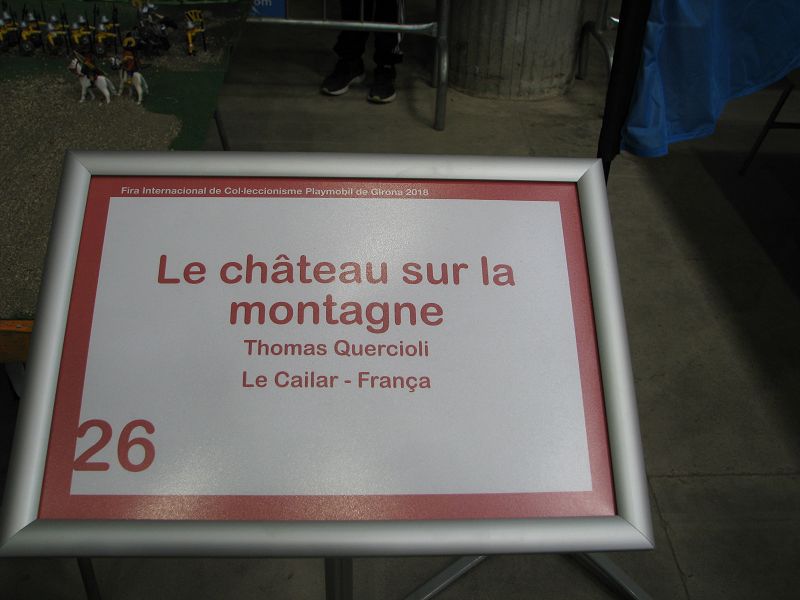 com
Fira Internacional de Col·leccionisme Playmobil de Girona 2018
Le château sur la
montagne
Thomas Quercioli
Le Cailar - França
26